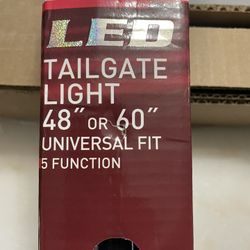 LED
TAILGATE
LIGHT
48" OR 60"
UNIVERSAL FIT
5 FUNCTION